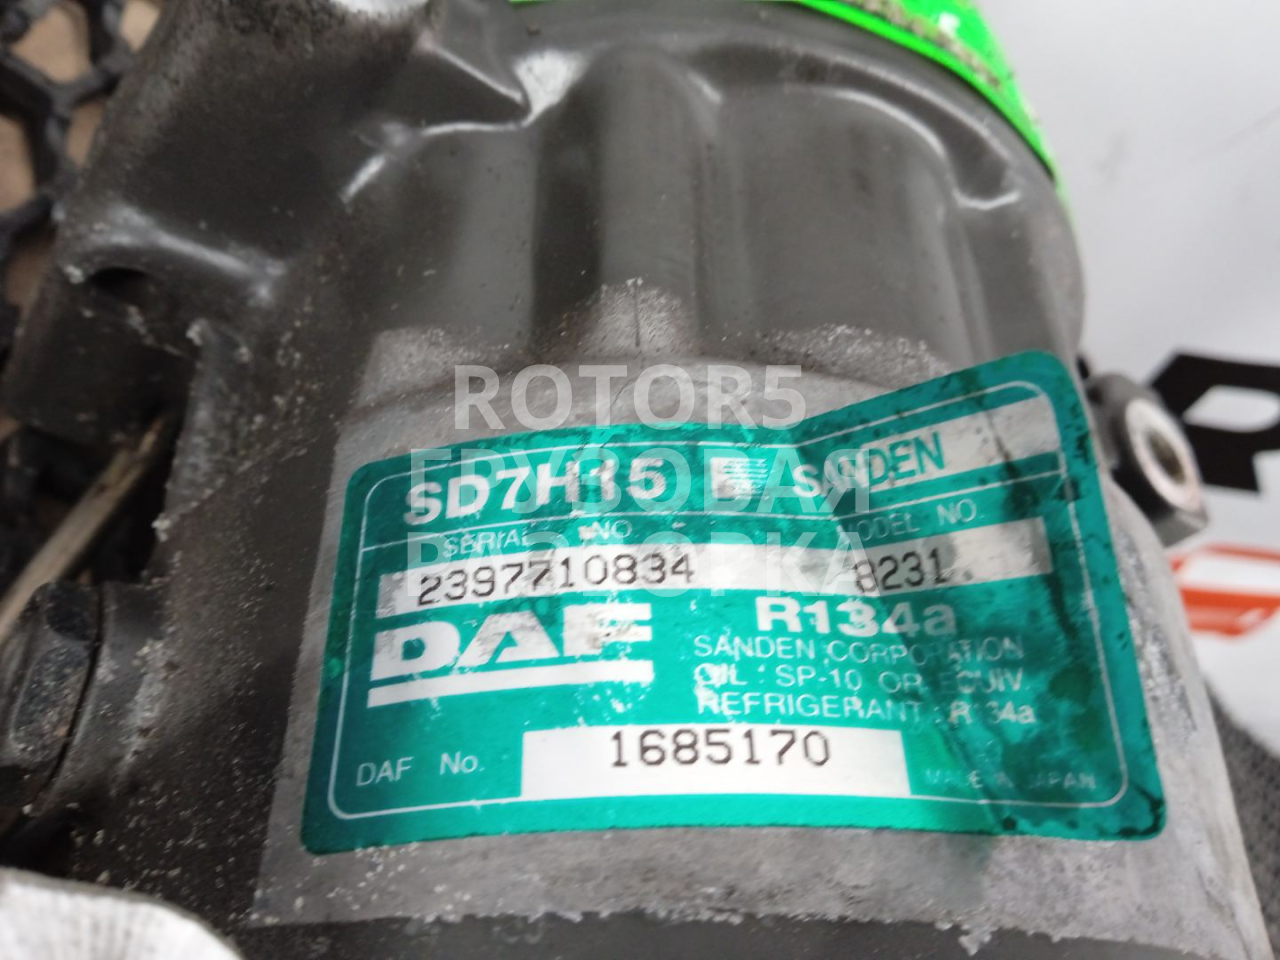 ROTOR5
ГРУЗОВАЯ
РАЗБОРКА
SD7H15 SANDEN
SERIAL NO. MODEL NO.
2397710834 8231
DAF R134a
SANDEN CORPORATION
OIL : SP-10 OR EQUIV.
REFRIGERANT : R134a
DAF No. 1685170
MADE IN JAPAN